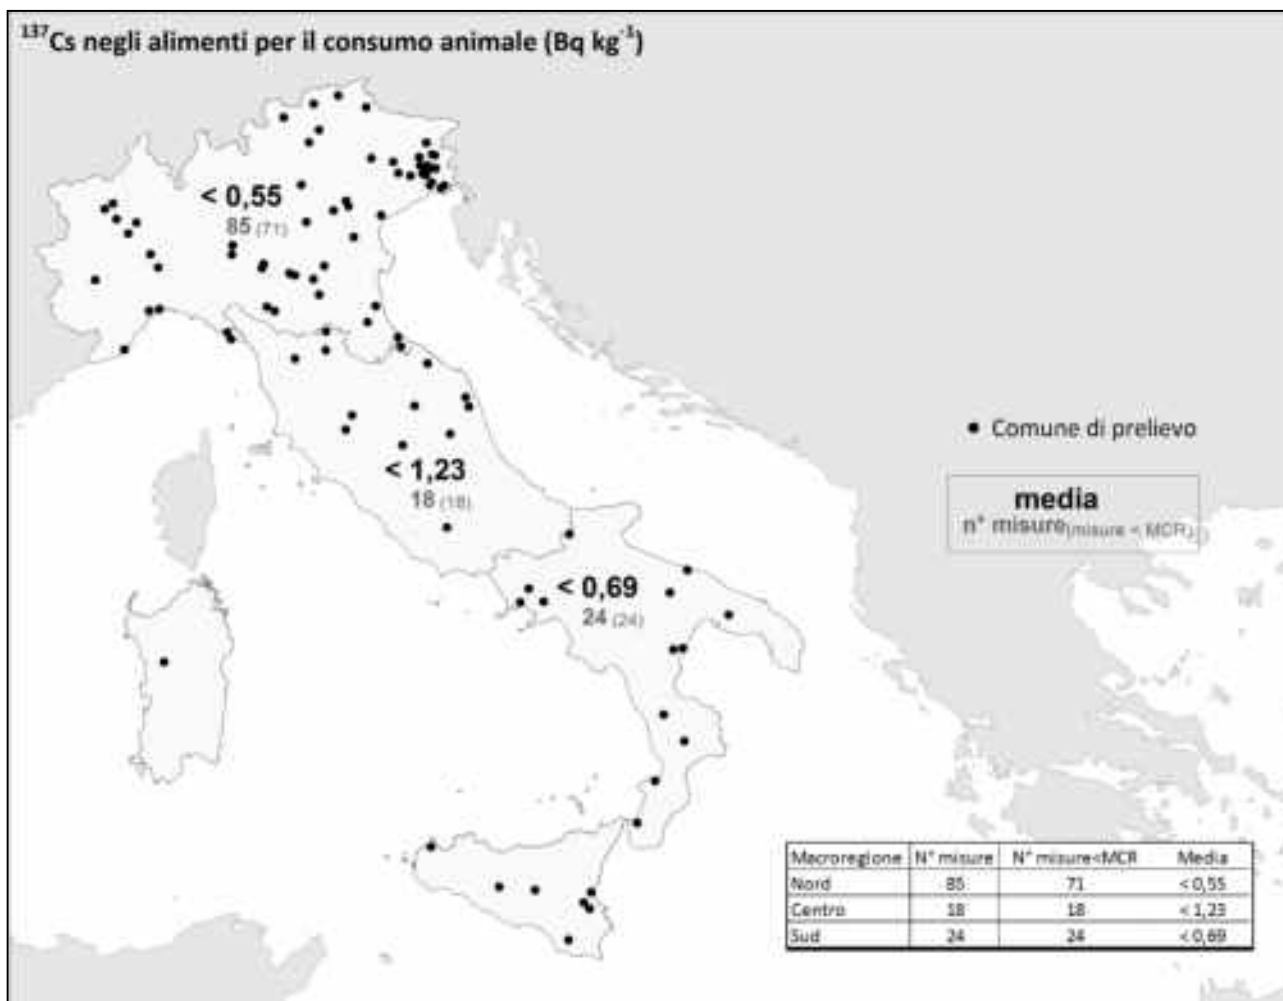 ¹³⁷Cs negli alimenti per il consumo animale (Bq kg⁻¹)
< 0,55
85 (71)
• Comune di prelievo
< 1,23
18 (18)
media
n° misure(misure < MCR)
< 0,69
24 (24)
Macroregione N° misure N° misure<MCR Media
Nord 85 71 < 0,55
Centro 18 18 < 1,23
Sud 24 24 < 0,69